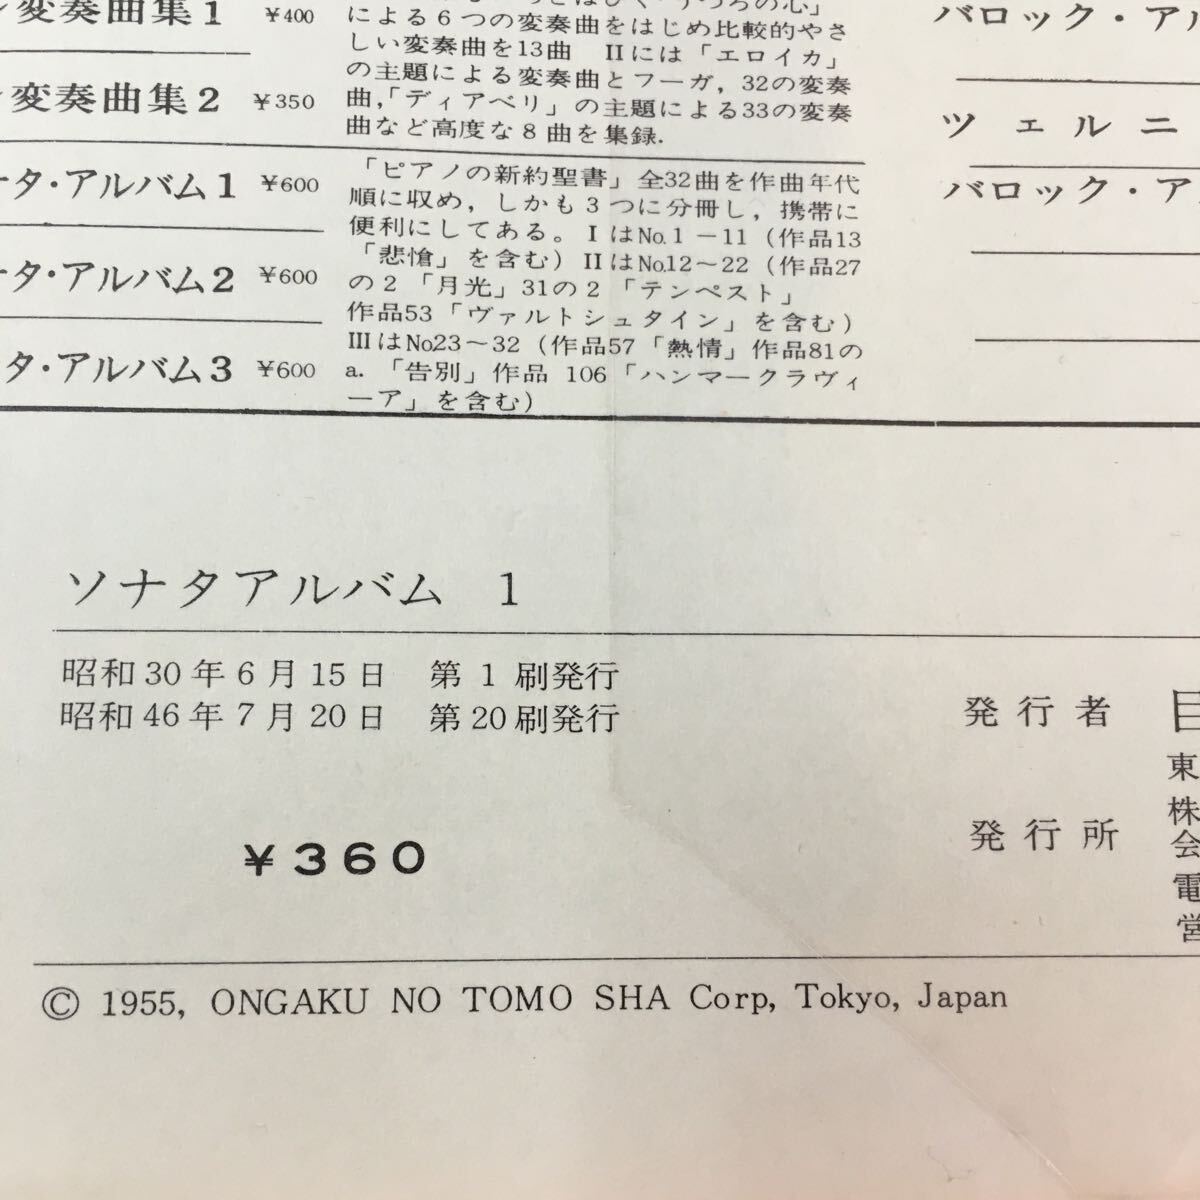 変奏曲集1 ¥400
による6つの変奏曲をはじめ比較的やさ
しい変奏曲を13曲 IIには「エロイカ」
の主題による変奏曲とフーガ，32の変奏
曲，「ディアベリ」の主題による33の変奏
曲など高度な8曲を集録.
変奏曲集2 ¥350
タ・アルバム1 ¥600
タ・アルバム2 ¥600
タ・アルバム3 ¥600
「ピアノの新約聖書」全32曲を作曲年代
順に収め，しかも3つに分冊し，携帯に
便利にしてある。IはNo.1－11（作品13
「悲愴」を含む）IIはNo.12～22（作品27
の2「月光」31の2「テンペスト」
作品53「ヴァルトシュタイン」を含む）
IIIはNo23～32（作品57「熱情」作品81の
a.「告別」作品 106「ハンマークラヴィ
ーア」を含む）
バロック・アル
ツェルニ
バロック・ア
ソナタアルバム 1
昭和30年6月15日 第1刷発行
昭和46年7月20日 第20刷発行
¥360
発行者
東
発行所
株
会
電
営
© 1955, ONGAKU NO TOMO SHA Corp, Tokyo, Japan